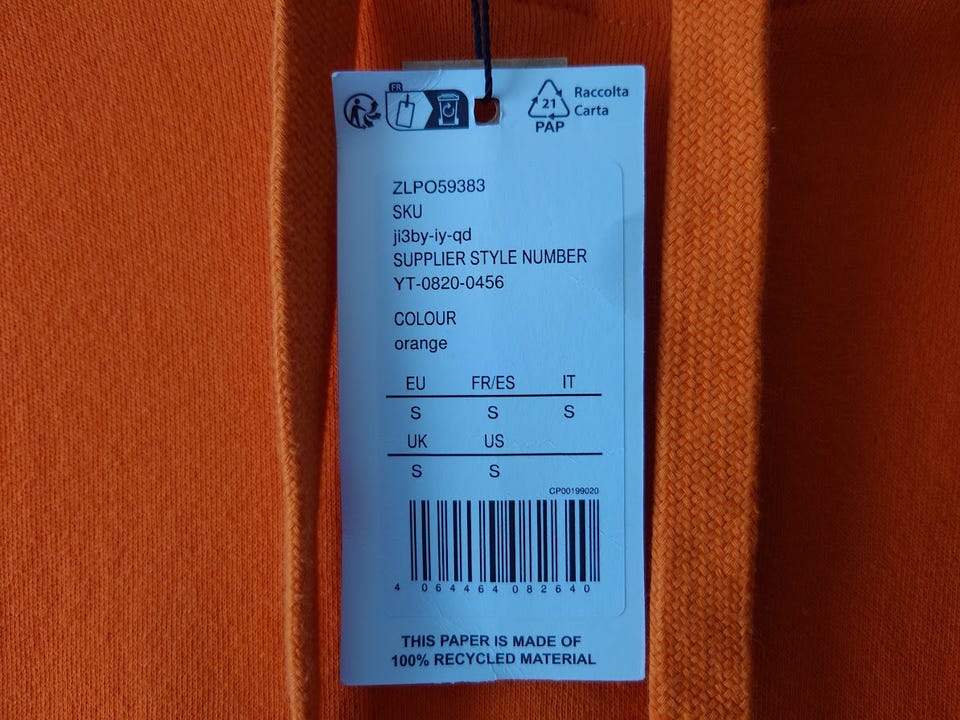 FR
21
PAP
Raccolta
Carta
ZLPO59383
SKU
ji3by-iy-qd
SUPPLIER STYLE NUMBER
YT-0820-0456
COLOUR
orange
EU FR/ES IT
S S S
UK US
S S
CP00199020
4 064464 082640
THIS PAPER IS MADE OF
100% RECYCLED MATERIAL